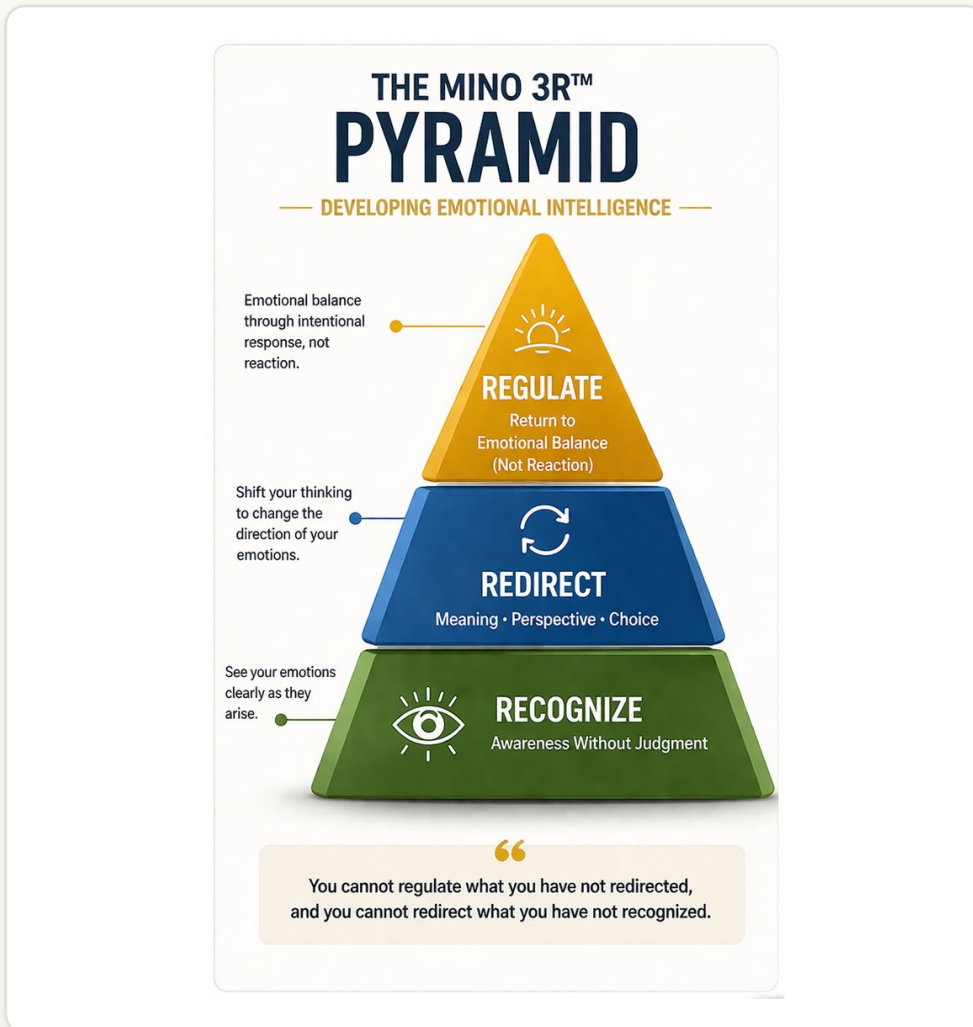 THE MINO 3R™
PYRAMID
DEVELOPING EMOTIONAL INTELLIGENCE
Emotional balance
through intentional
response, not
reaction.
REGULATE
Return to
Emotional Balance
(Not Reaction)
Shift your thinking
to change the
direction of your
emotions.
REDIRECT
Meaning • Perspective • Choice
See your emotions
clearly as they
arise.
RECOGNIZE
Awareness Without Judgment
“
You cannot regulate what you have not redirected,
and you cannot redirect what you have not recognized.